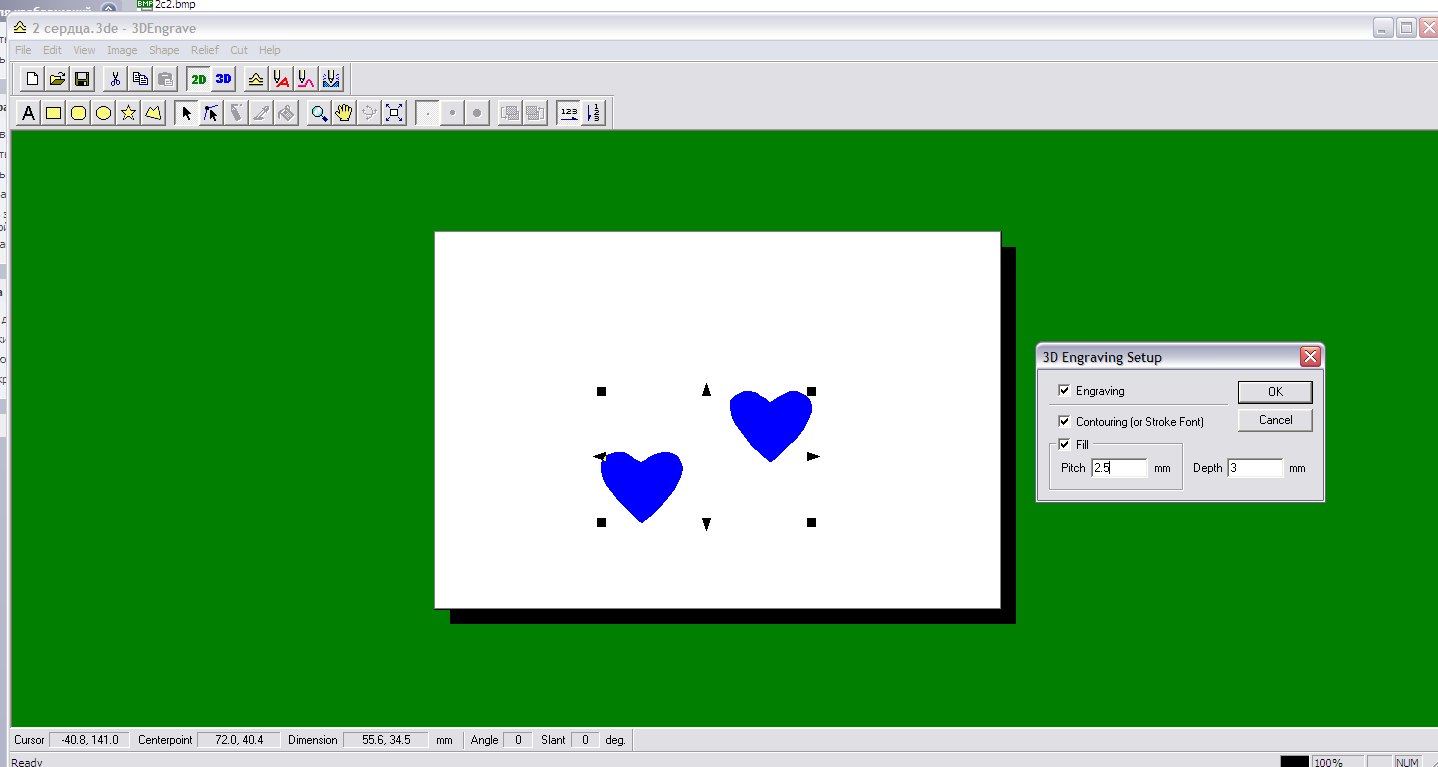 2c2.bmp
2 сердца.3de - 3DEngrave
File Edit View Image Shape Relief Cut Help
2D 3D
A 123 123
3D Engraving Setup
Engraving OK
Contouring (or Stroke Font) Cancel
Fill
Pitch 2.5 mm Depth 3 mm
Cursor -40.8, 141.0 Centerpoint 72.0, 40.4 Dimension 55.6, 34.5 mm Angle 0 Slant 0 deg.
Ready 100% NUM